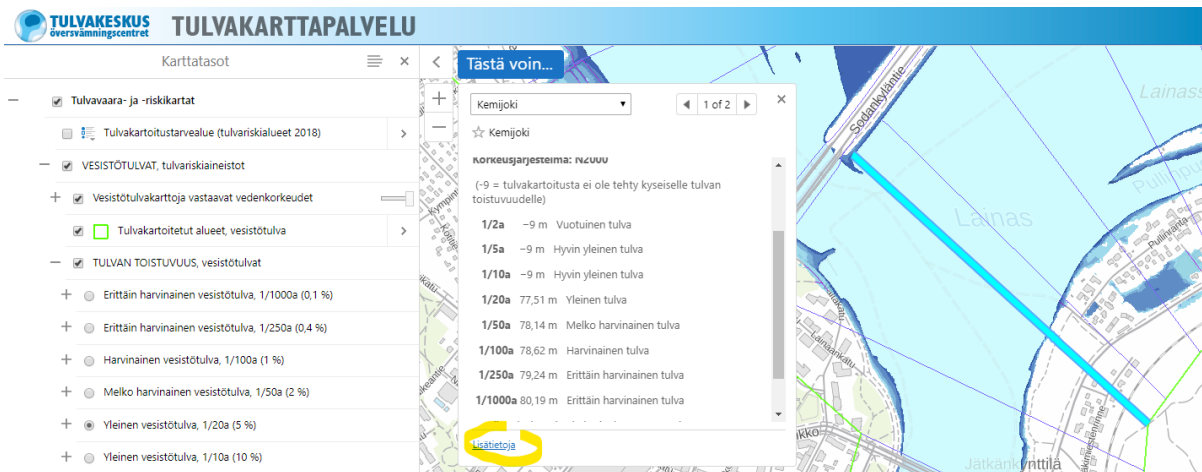 TULVAKESKUS
översvämningscentret
TULVAKARTTAPALVELU
Karttatasot
Tulvavaara- ja -riskikartat
Tulvakartoitustarvealue (tulvariskialueet 2018)
VESISTÖTULVAT, tulvariskiaineistot
Vesistötulvakarttoja vastaavat vedenkorkeudet
Tulvakartoitetut alueet, vesistötulva
TULVAN TOISTUVUUS, vesistötulvat
Erittäin harvinainen vesistötulva, 1/1000a (0,1 %)
Erittäin harvinainen vesistötulva, 1/250a (0,4 %)
Harvinainen vesistötulva, 1/100a (1 %)
Melko harvinainen vesistötulva, 1/50a (2 %)
Yleinen vesistötulva, 1/20a (5 %)
Yleinen vesistötulva, 1/10a (10 %)
Tästä voin...
Kemijoki
1 of 2
Kemijoki
Korkeusjärjestelmä: N2000
(-9 = tulvakartoitusta ei ole tehty kyseiselle tulvan
toistuvuudelle)
1/2a −9 m Vuotuinen tulva
1/5a −9 m Hyvin yleinen tulva
1/10a −9 m Hyvin yleinen tulva
1/20a 77,51 m Yleinen tulva
1/50a 78,14 m Melko harvinainen tulva
1/100a 78,62 m Harvinainen tulva
1/250a 79,24 m Erittäin harvinainen tulva
1/1000a 80,19 m Erittäin harvinainen tulva
Lisätietoja
Sodankyläntie
Lainas
Pullinranta
Lainaankatu
Jätkänkynttilä